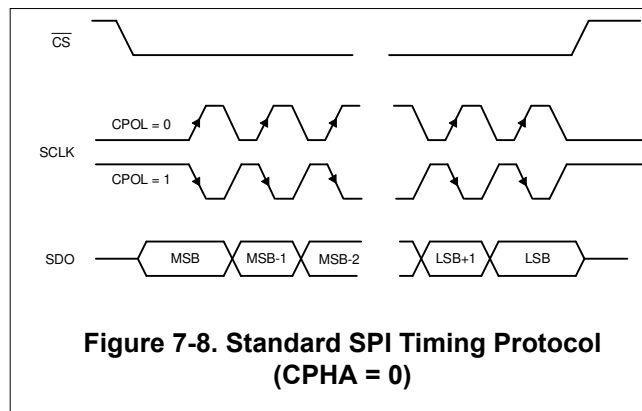 CS
CPOL = 0
SCLK
CPOL = 1
SDO
MSB MSB-1 MSB-2 LSB+1 LSB
Figure 7-8. Standard SPI Timing Protocol
(CPHA = 0)